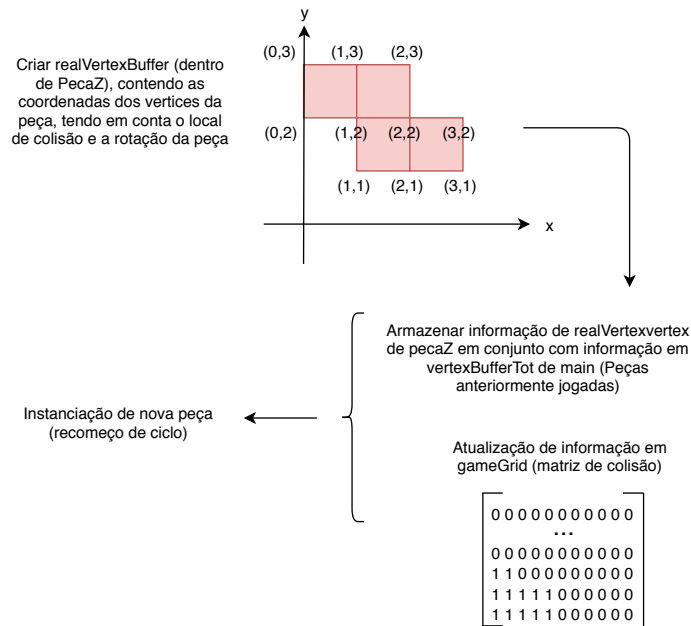 y
(0,3) (1,3) (2,3)
Criar realVertexBuffer (dentro
de PecaZ), contendo as
coordenadas dos vertices da
peça, tendo em conta o local
de colisão e a rotação da peça
(0,2) (1,2) (2,2) (3,2)
(1,1) (2,1) (3,1)
x
Armazenar informação de realVertexvertex
de pecaZ em conjunto com informação em
vertexBufferTot de main (Peças
anteriormente jogadas)
Instanciação de nova peça
(recomeço de ciclo)
Atualização de informação em
gameGrid (matriz de colisão)
0 0 0 0 0 0 0 0 0 0 0
...
0 0 0 0 0 0 0 0 0 0 0
1 1 0 0 0 0 0 0 0 0 0
1 1 1 1 1 0 0 0 0 0 0
1 1 1 1 1 0 0 0 0 0 0